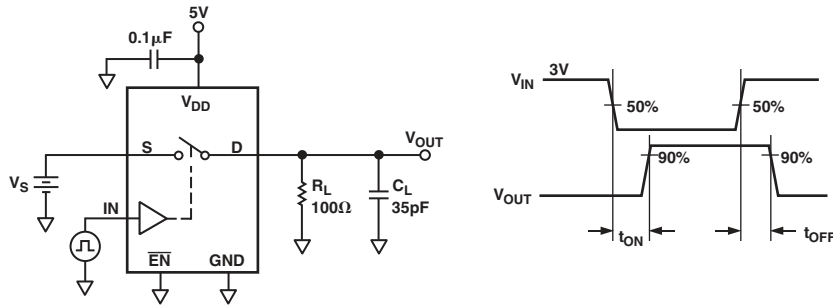 5V
0.1µF
VDD
S
D
VOUT
VS
IN
RL
100Ω
CL
35pF
EN
GND
VIN
3V
50%
50%
90%
90%
VOUT
tON
tOFF